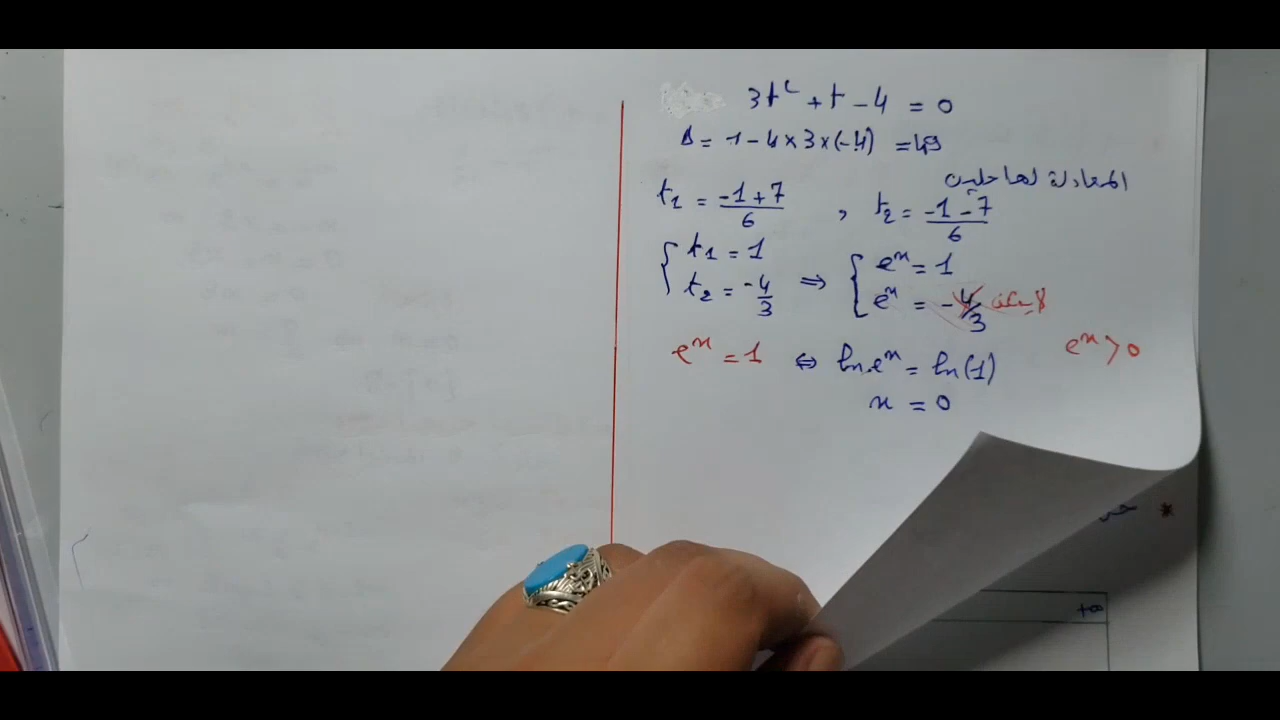 3t² + t - 4 = 0
Δ = 1 - 4 × 3 × (-4) = 49
المعادلة لها حلين
t₁ = (-1 + 7)/6 , t₂ = (-1 - 7)/6
{ t₁ = 1 ⇒ { eˣ = 1
t₂ = -4/3 eˣ = -4/3 لا يمكن
eˣ > 0
eˣ = 1 ⇔ ln eˣ = ln(1)
x = 0
*
+∞